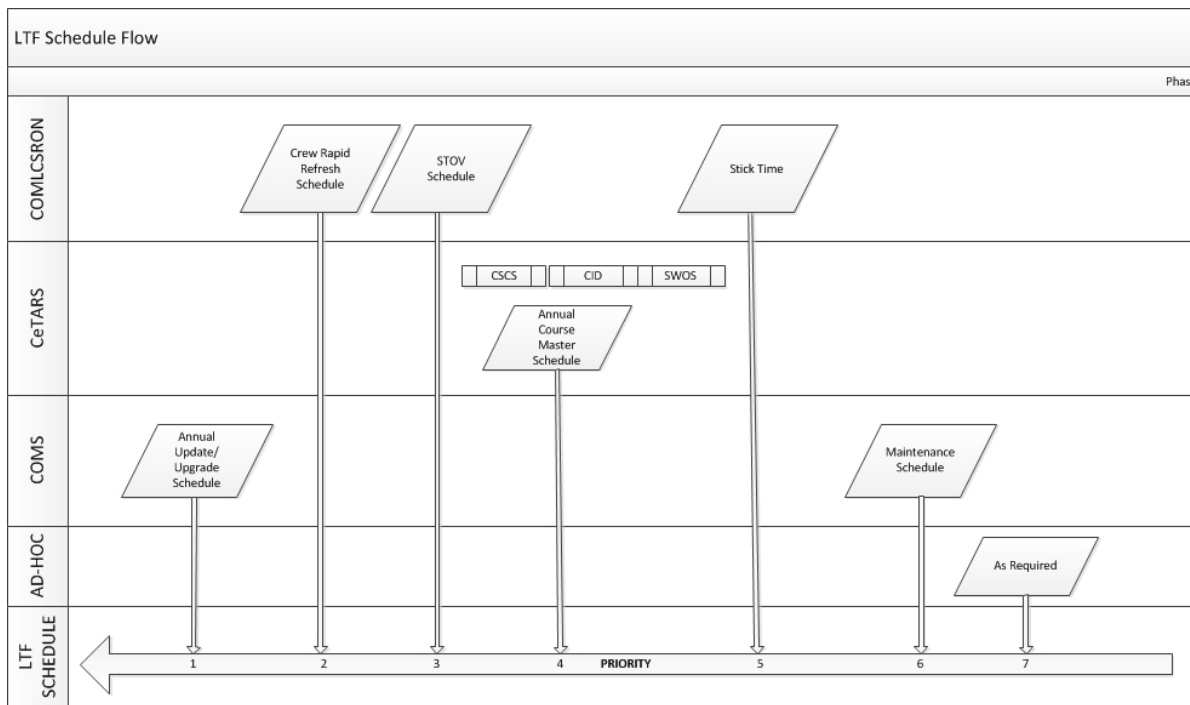 LTF Schedule Flow
Phas
COMLCSRON
Crew Rapid
Refresh
Schedule
STOV
Schedule
Stick Time
CeTARS
CSCS
CID
SWOS
Annual
Course
Master
Schedule
COMS
Annual
Update/
Upgrade
Schedule
Maintenance
Schedule
AD-HOC
As Required
LTF
SCHEDULE
1 2 3 4 PRIORITY 5 6 7